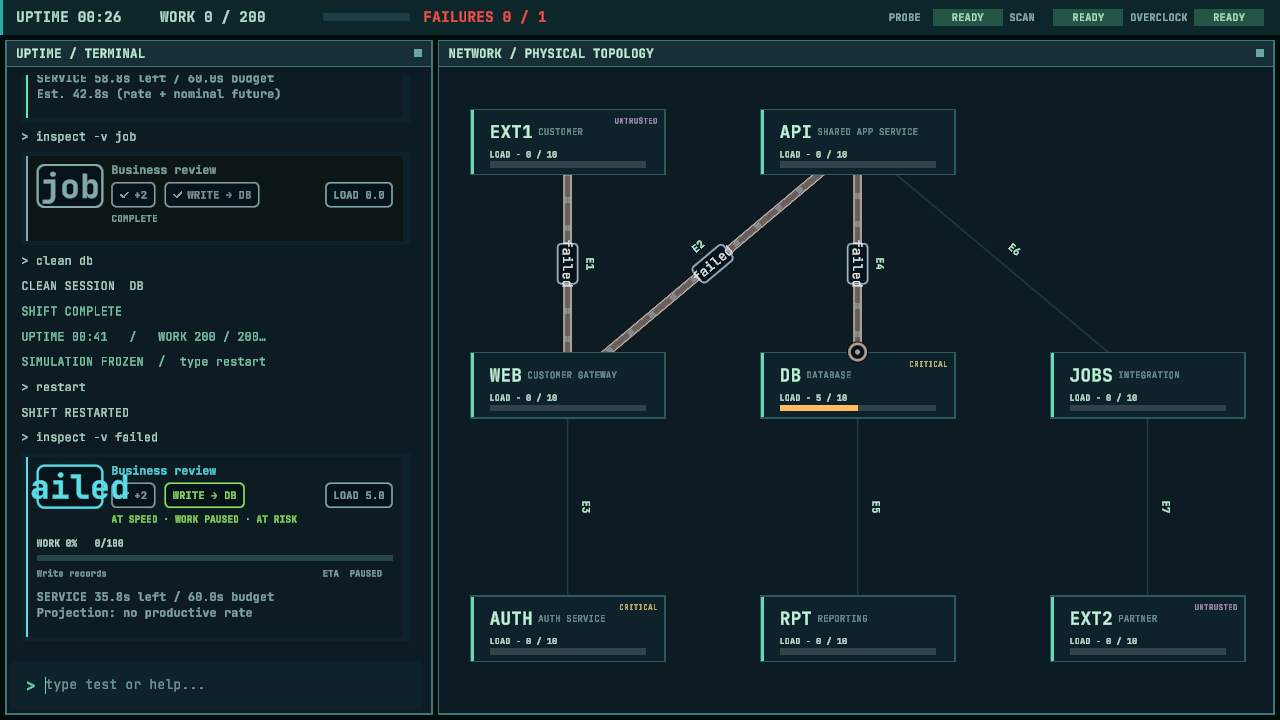 UPTIME 00:26 WORK 0 / 200 FAILURES 0 / 1 PROBE READY SCAN READY OVERCLOCK READY
UPTIME / TERMINAL
SERVICE 58.8s left / 60.0s budget
Est. 42.8s (rate + nominal future)
> inspect -v job
job
Business review
✓ +2 ✓ WRITE → DB LOAD 0.0
COMPLETE
> clean db
CLEAN SESSION DB
SHIFT COMPLETE
UPTIME 00:41 / WORK 200 / 200…
SIMULATION FROZEN / type restart
> restart
SHIFT RESTARTED
> inspect -v failed
ailed
Business review
+2 WRITE → DB LOAD 5.0
AT SPEED · WORK PAUSED · AT RISK
WORK 0% 0/100
Write records ETA PAUSED
SERVICE 35.8s left / 60.0s budget
Projection: no productive rate
> type test or help...
NETWORK / PHYSICAL TOPOLOGY
EXT1 CUSTOMER UNTRUSTED
LOAD - 0 / 10
API SHARED APP SERVICE
LOAD - 0 / 10
failed E1
failed E2
failed E4
E6
WEB CUSTOMER GATEWAY
LOAD - 0 / 10
DB DATABASE CRITICAL
LOAD - 5 / 10
JOBS INTEGRATION
LOAD - 0 / 10
E3
E5
E7
AUTH AUTH SERVICE CRITICAL
LOAD - 0 / 10
RPT REPORTING
LOAD - 0 / 10
EXT2 PARTNER UNTRUSTED
LOAD - 0 / 10